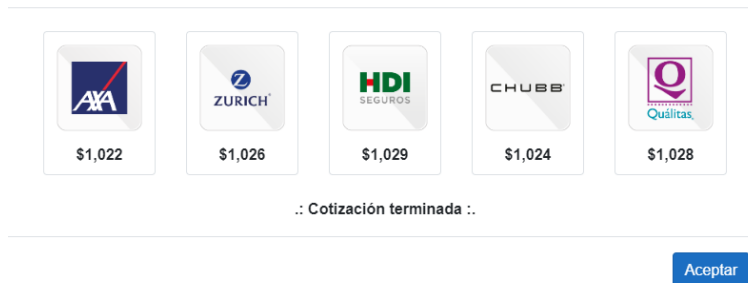 AXA
ZURICH
HDI
SEGUROS
CHUBB
Q
Quálitas
$1,022
$1,026
$1,029
$1,024
$1,028
.: Cotización terminada :.
Aceptar